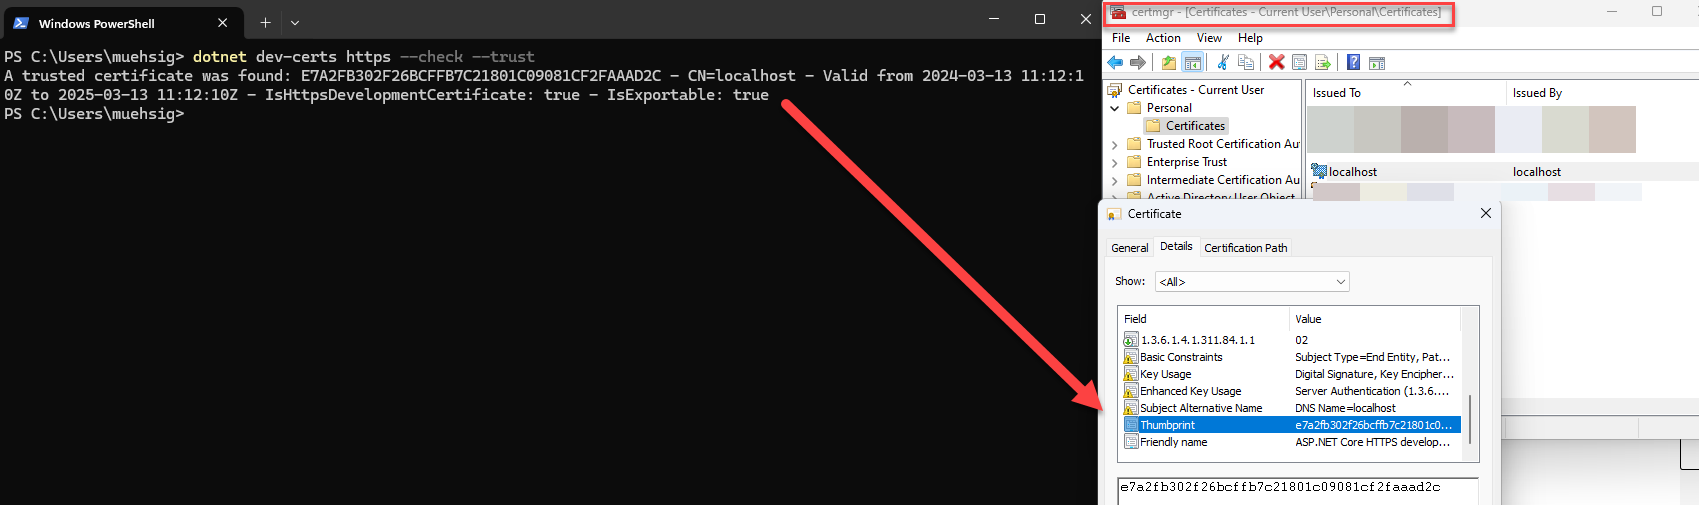 Windows PowerShell
PS C:\Users\muehsig> dotnet dev-certs https --check --trust
A trusted certificate was found: E7A2FB302F26BCFFB7C21801C09081CF2FAAAD2C - CN=localhost - Valid from 2024-03-13 11:12:1
0Z to 2025-03-13 11:12:10Z - IsHttpsDevelopmentCertificate: true - IsExportable: true
PS C:\Users\muehsig>
certmgr - [Certificates - Current User\Personal\Certificates]
File Action View Help
Certificates - Current User
Personal
Certificates
Trusted Root Certification Au
Enterprise Trust
Intermediate Certification Au
Active Directory User Object
Issued To Issued By
localhost localhost
Certificate
General Details Certification Path
Show: <All>
Field Value
1.3.6.1.4.1.311.84.1.1 02
Basic Constraints Subject Type=End Entity, Pat...
Key Usage Digital Signature, Key Encipher...
Enhanced Key Usage Server Authentication (1.3.6....
Subject Alternative Name DNS Name=localhost
Thumbprint e7a2fb302f26bcffb7c21801c0...
Friendly name ASP.NET Core HTTPS develop...
e7a2fb302f26bcffb7c21801c09081cf2faaad2c